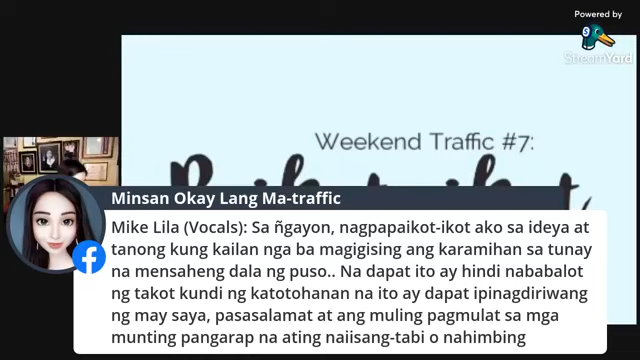 Powered by
StreamYard
Weekend Traffic #7:
Minsan Okay Lang Ma-traffic
Mike Lila (Vocals): Sa ñgayon, nagpapaikot-ikot ako sa ideya at
tanong kung kailan nga ba magigising ang karamihan sa tunay
na mensaheng dala ng puso.. Na dapat ito ay hindi nababalot
ng takot kundi ng katotohanan na ito ay dapat ipinagdiriwang
ng may saya, pasasalamat at ang muling pagmulat sa mga
munting pangarap na ating naiisang-tabi o nahimbing